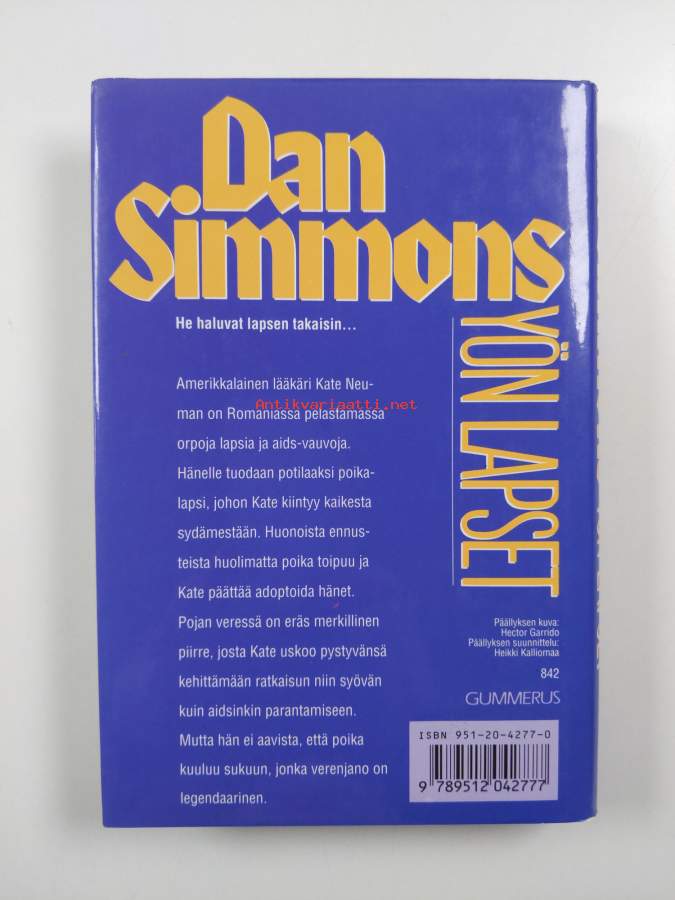 Dan
Simmons
He haluvat lapsen takaisin…
YÖN LAPSET
Amerikkalainen lääkäri Kate Neu-
man on Romaniassa pelastamassa
orpoja lapsia ja aids-vauvoja.
Hänelle tuodaan potilaaksi poika-
lapsi, johon Kate kiintyy kaikesta
sydämestään. Huonoista ennus-
teista huolimatta poika toipuu ja
Kate päättää adoptoida hänet.
Pojan veressä on eräs merkillinen
piirre, josta Kate uskoo pystyvänsä
kehittämään ratkaisun niin syövän
kuin aidsinkin parantamiseen.
Mutta hän ei aavista, että poika
kuuluu sukuun, jonka verenjano on
legendaarinen.
Antikvariaatti.net
Päällyksen kuva:
Hector Garrido
Päällyksen suunnittelu:
Heikki Kalliomaa
842
GUMMERUS
ISBN 951-20-4277-0
9 789512 042777